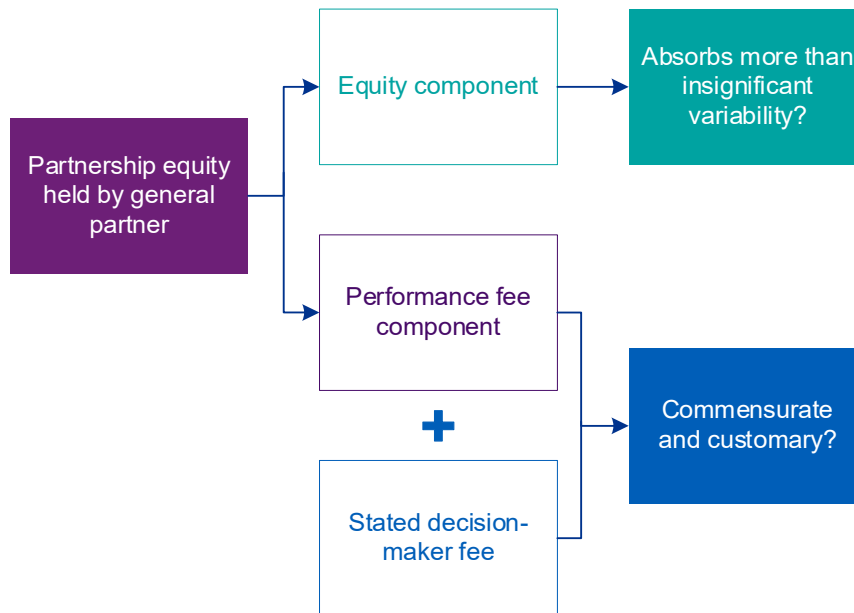 Partnership equity
held by general
partner
Equity component
Absorbs more than
insignificant
variability?
Performance fee
component
Stated decision-
maker fee
Commensurate
and customary?